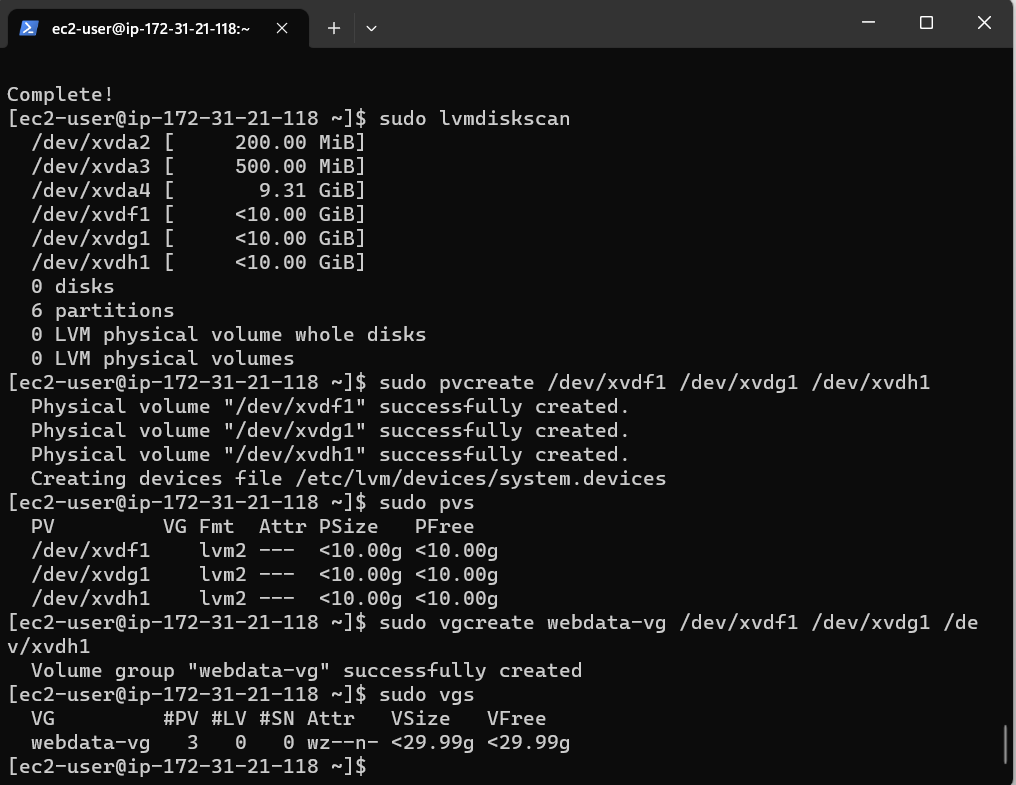 ec2-user@ip-172-31-21-118:~
Complete!
[ec2-user@ip-172-31-21-118 ~]$ sudo lvmdiskscan
  /dev/xvda2 [     200.00 MiB]
  /dev/xvda3 [     500.00 MiB]
  /dev/xvda4 [       9.31 GiB]
  /dev/xvdf1 [     <10.00 GiB]
  /dev/xvdg1 [     <10.00 GiB]
  /dev/xvdh1 [     <10.00 GiB]
  0 disks
  6 partitions
  0 LVM physical volume whole disks
  0 LVM physical volumes
[ec2-user@ip-172-31-21-118 ~]$ sudo pvcreate /dev/xvdf1 /dev/xvdg1 /dev/xvdh1
  Physical volume "/dev/xvdf1" successfully created.
  Physical volume "/dev/xvdg1" successfully created.
  Physical volume "/dev/xvdh1" successfully created.
  Creating devices file /etc/lvm/devices/system.devices
[ec2-user@ip-172-31-21-118 ~]$ sudo pvs
  PV         VG Fmt  Attr PSize   PFree
  /dev/xvdf1    lvm2 ---  <10.00g <10.00g
  /dev/xvdg1    lvm2 ---  <10.00g <10.00g
  /dev/xvdh1    lvm2 ---  <10.00g <10.00g
[ec2-user@ip-172-31-21-118 ~]$ sudo vgcreate webdata-vg /dev/xvdf1 /dev/xvdg1 /de
v/xvdh1
  Volume group "webdata-vg" successfully created
[ec2-user@ip-172-31-21-118 ~]$ sudo vgs
  VG         #PV #LV #SN Attr   VSize   VFree
  webdata-vg   3   0   0 wz--n- <29.99g <29.99g
[ec2-user@ip-172-31-21-118 ~]$